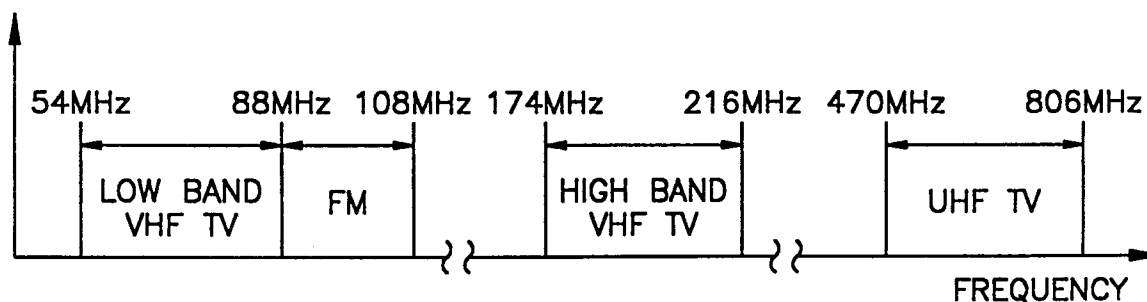 54MHz 88MHz 108MHz 174MHz 216MHz 470MHz 806MHz
LOW BAND
VHF TV
FM
HIGH BAND
VHF TV
UHF TV
FREQUENCY